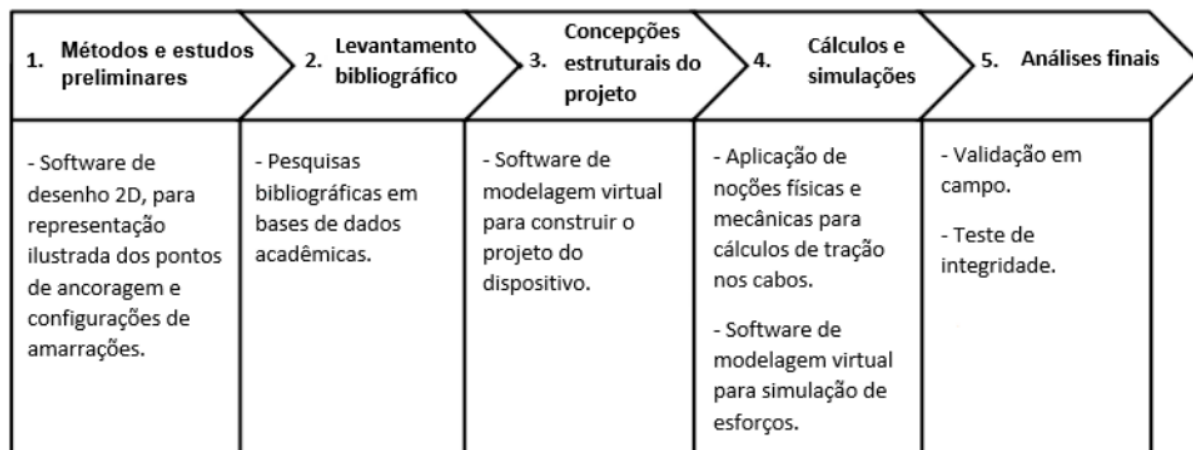 1. Métodos e estudos
preliminares
2. Levantamento
bibliográfico
3. Concepções
estruturais do
projeto
4. Cálculos e
simulações
5. Análises finais
- Software de
desenho 2D, para
representação
ilustrada dos pontos
de ancoragem e
configurações de
amarrações.
- Pesquisas
bibliográficas em
bases de dados
acadêmicas.
- Software de
modelagem virtual
para construir o
projeto do
dispositivo.
- Aplicação de
noções físicas e
mecânicas para
cálculos de tração
nos cabos.
- Software de
modelagem virtual
para simulação de
esforços.
- Validação em
campo.
- Teste de
integridade.